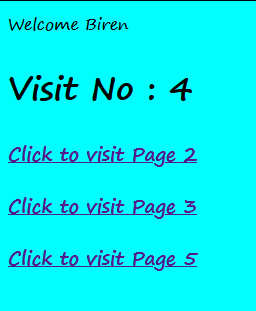 Welcome Biren
Visit No : 4
Click to visit Page 2
Click to visit Page 3
Click to visit Page 5